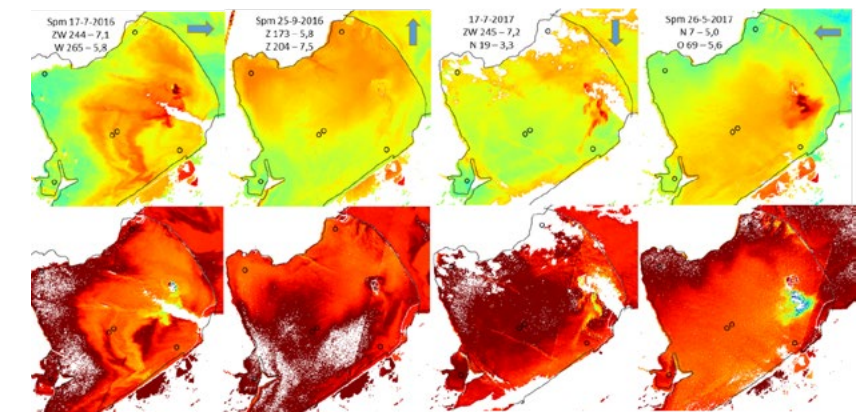 Spm 17-7-2016
ZW 244 – 7,1
W 265 – 5,8
Spm 25-9-2016
Z 173 – 5,8
Z 204 – 7,5
17-7-2017
ZW 245 – 7,2
N 19 – 3,3
Spm 26-5-2017
N 7 – 5,0
O 69 – 5,6